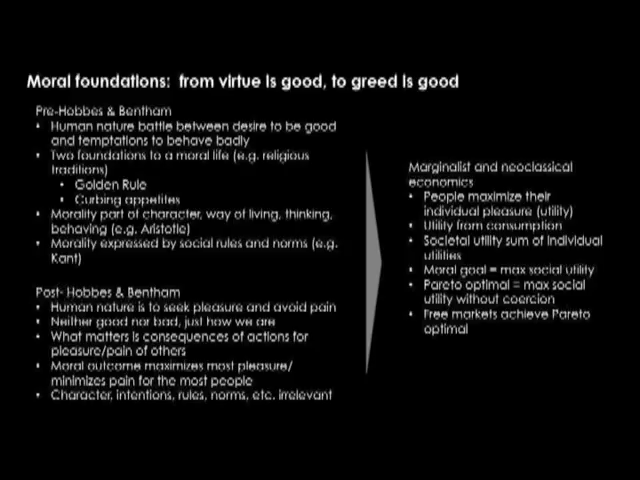 Moral foundations: from virtue is good, to greed is good
Pre-Hobbes & Bentham
• Human nature battle between desire to be good
and temptations to behave badly
• Two foundations to a moral life (e.g. religious
traditions)
• Golden Rule
• Curbing appetites
• Morality part of character, way of living, thinking,
behaving (e.g. Aristotle)
• Morality expressed by social rules and norms (e.g.
Kant)
Post- Hobbes & Bentham
• Human nature is to seek pleasure and avoid pain
• Neither good nor bad, just how we are
• What matters is consequences of actions for
pleasure/pain of others
• Moral outcome maximizes most pleasure/
minimizes pain for the most people
• Character, intentions, rules, norms, etc. irrelevant
Marginalist and neoclassical
economics
• People maximize their
individual pleasure (utility)
• Utility from consumption
• Societal utility sum of individual
utilities
• Moral goal = max social utility
• Pareto optimal = max social
utility without coercion
• Free markets achieve Pareto
optimal